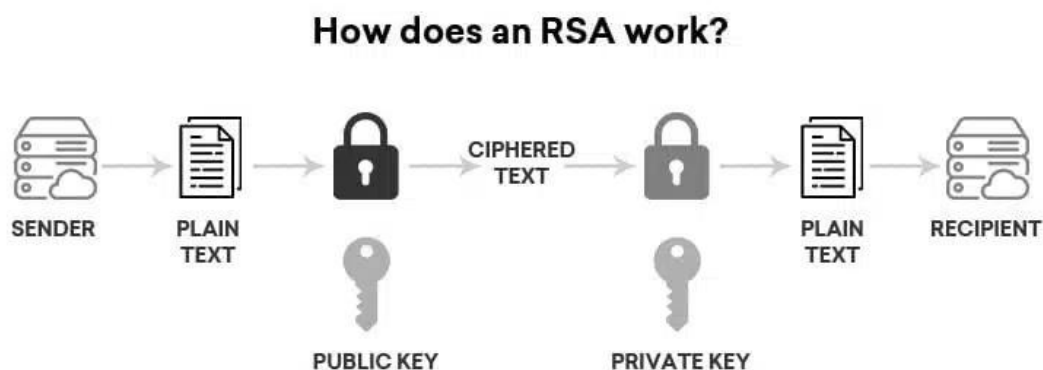 How does an RSA work?
CIPHERED
TEXT
SENDER
PLAIN
TEXT
PLAIN
TEXT
RECIPIENT
PUBLIC KEY
PRIVATE KEY